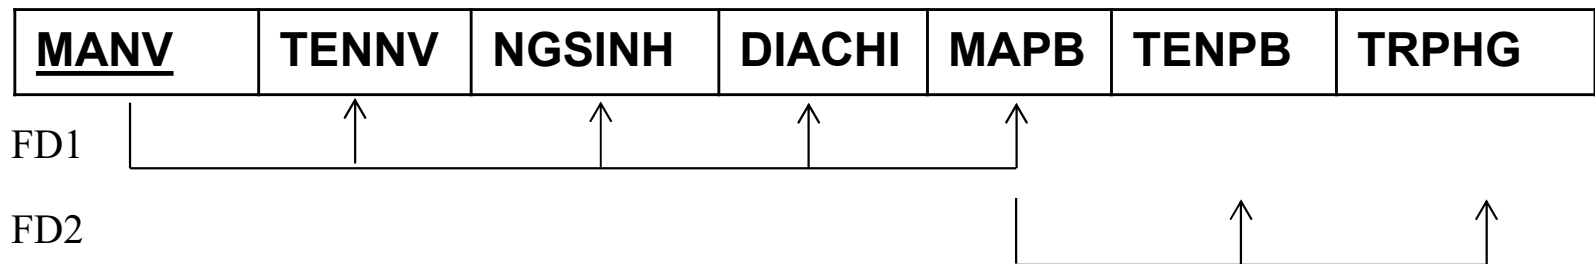 MANV TENNV NGSINH DIACHI MAPB TENPB TRPHG
FD1
FD2